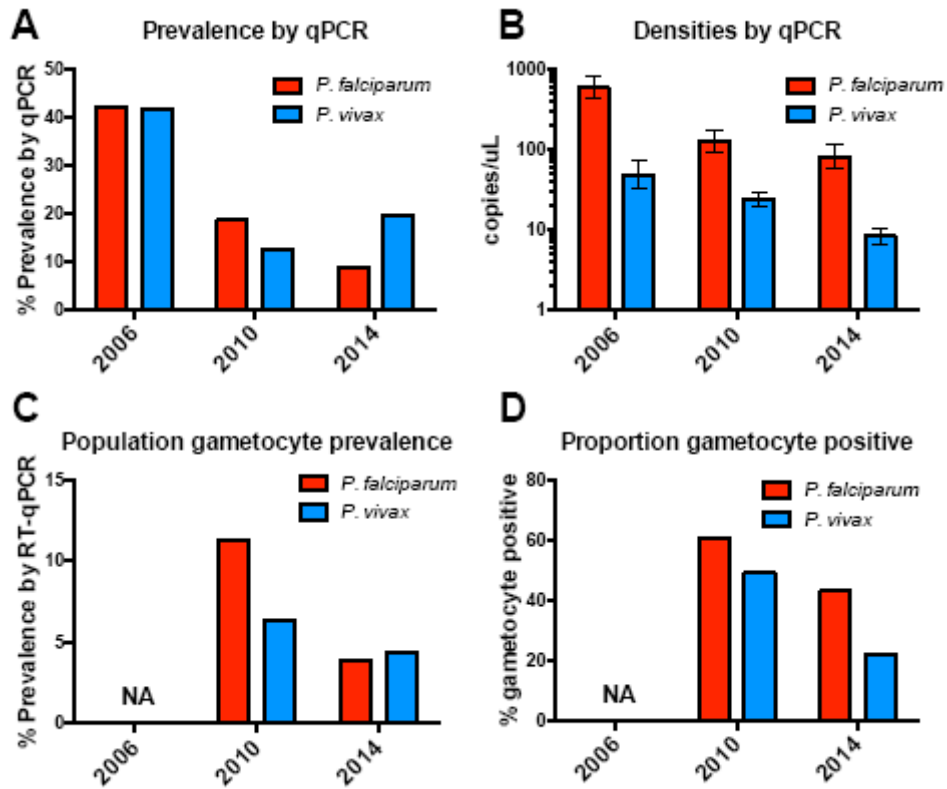 A
Prevalence by qPCR
% Prevalence by qPCR
50
40
30
20
10
0
P. falciparum
P. vivax
2006
2010
2014
B
Densities by qPCR
copies/uL
1000
100
10
1
P. falciparum
P. vivax
2006
2010
2014
C
Population gametocyte prevalence
% Prevalence by RT-qPCR
15
10
5
0
P. falciparum
P. vivax
NA
2006
2010
2014
D
Proportion gametocyte positive
% gametocyte positive
80
60
40
20
0
P. falciparum
P. vivax
NA
2006
2010
2014